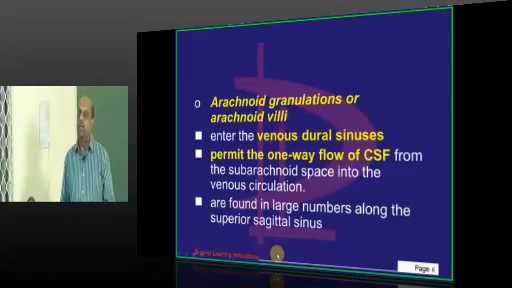 Arachnoid granulations or
arachnoid villi
enter the venous dural sinuses
permit the one-way flow of CSF from
the subarachnoid space into the
venous circulation.
are found in large numbers along the
superior sagittal sinus
Page 6